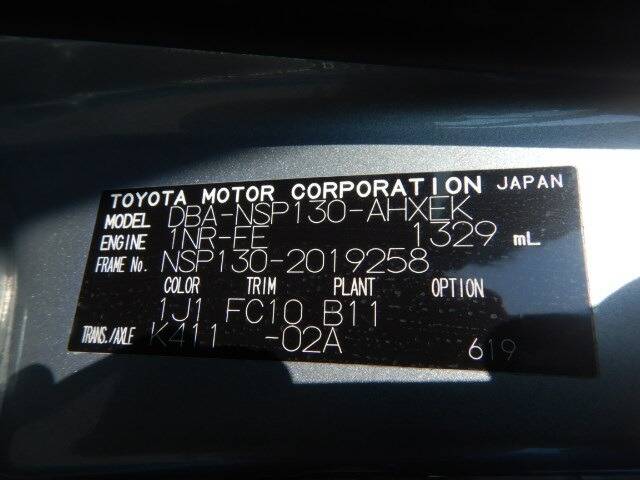 TOYOTA MOTOR CORPORATION JAPAN
MODEL DBA-NSP130-AHXEK
ENGINE 1NR-EE 1329 mL
FRAME No. NSP130-2019258
COLOR TRIM PLANT OPTION
1J1 FC10 B11
TRANS./AXLE K411 -02A 619